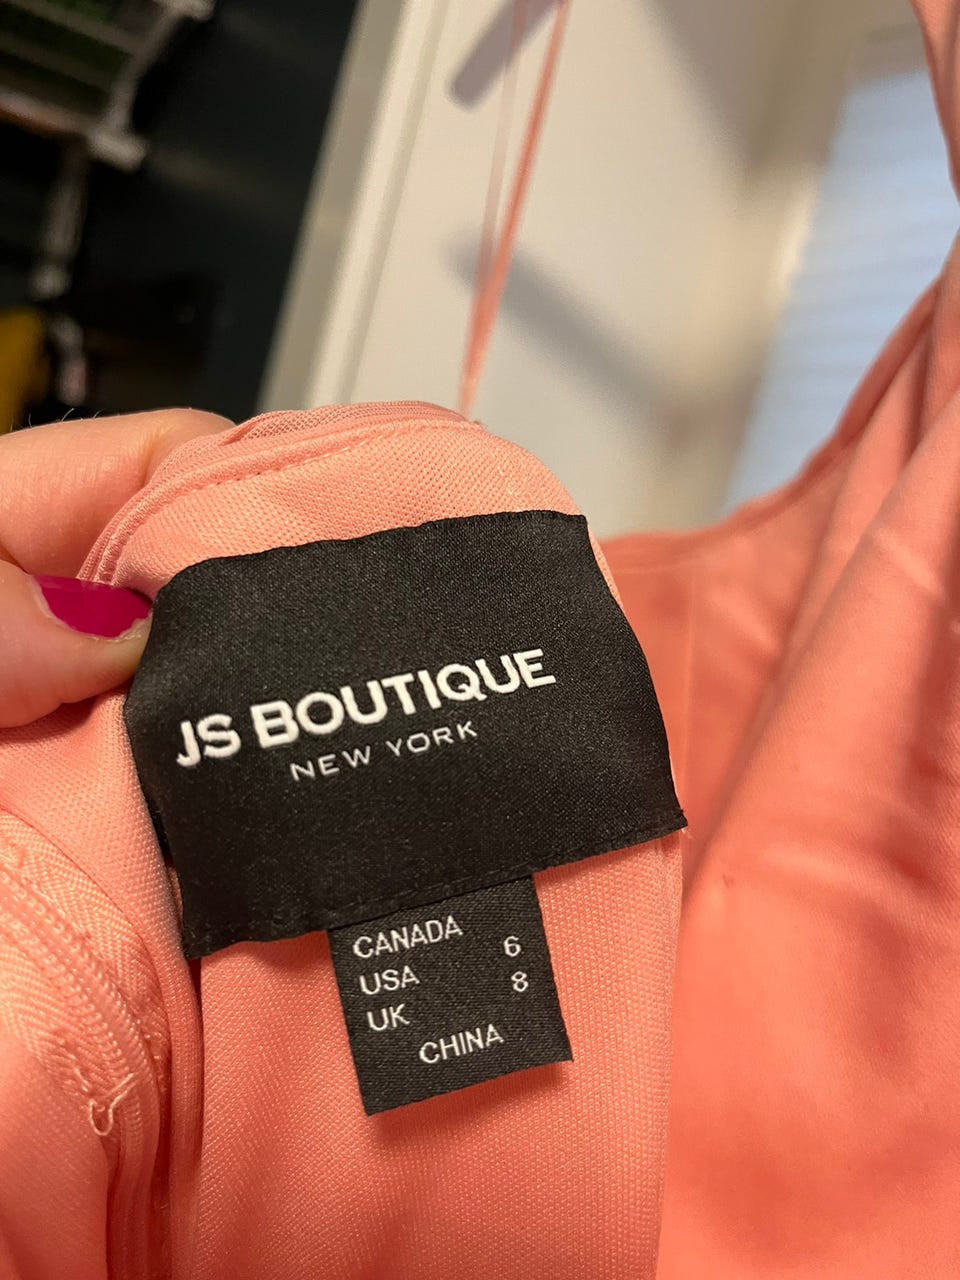 JS BOUTIQUE
NEW YORK
CANADA
USA 6
UK 8
CHINA